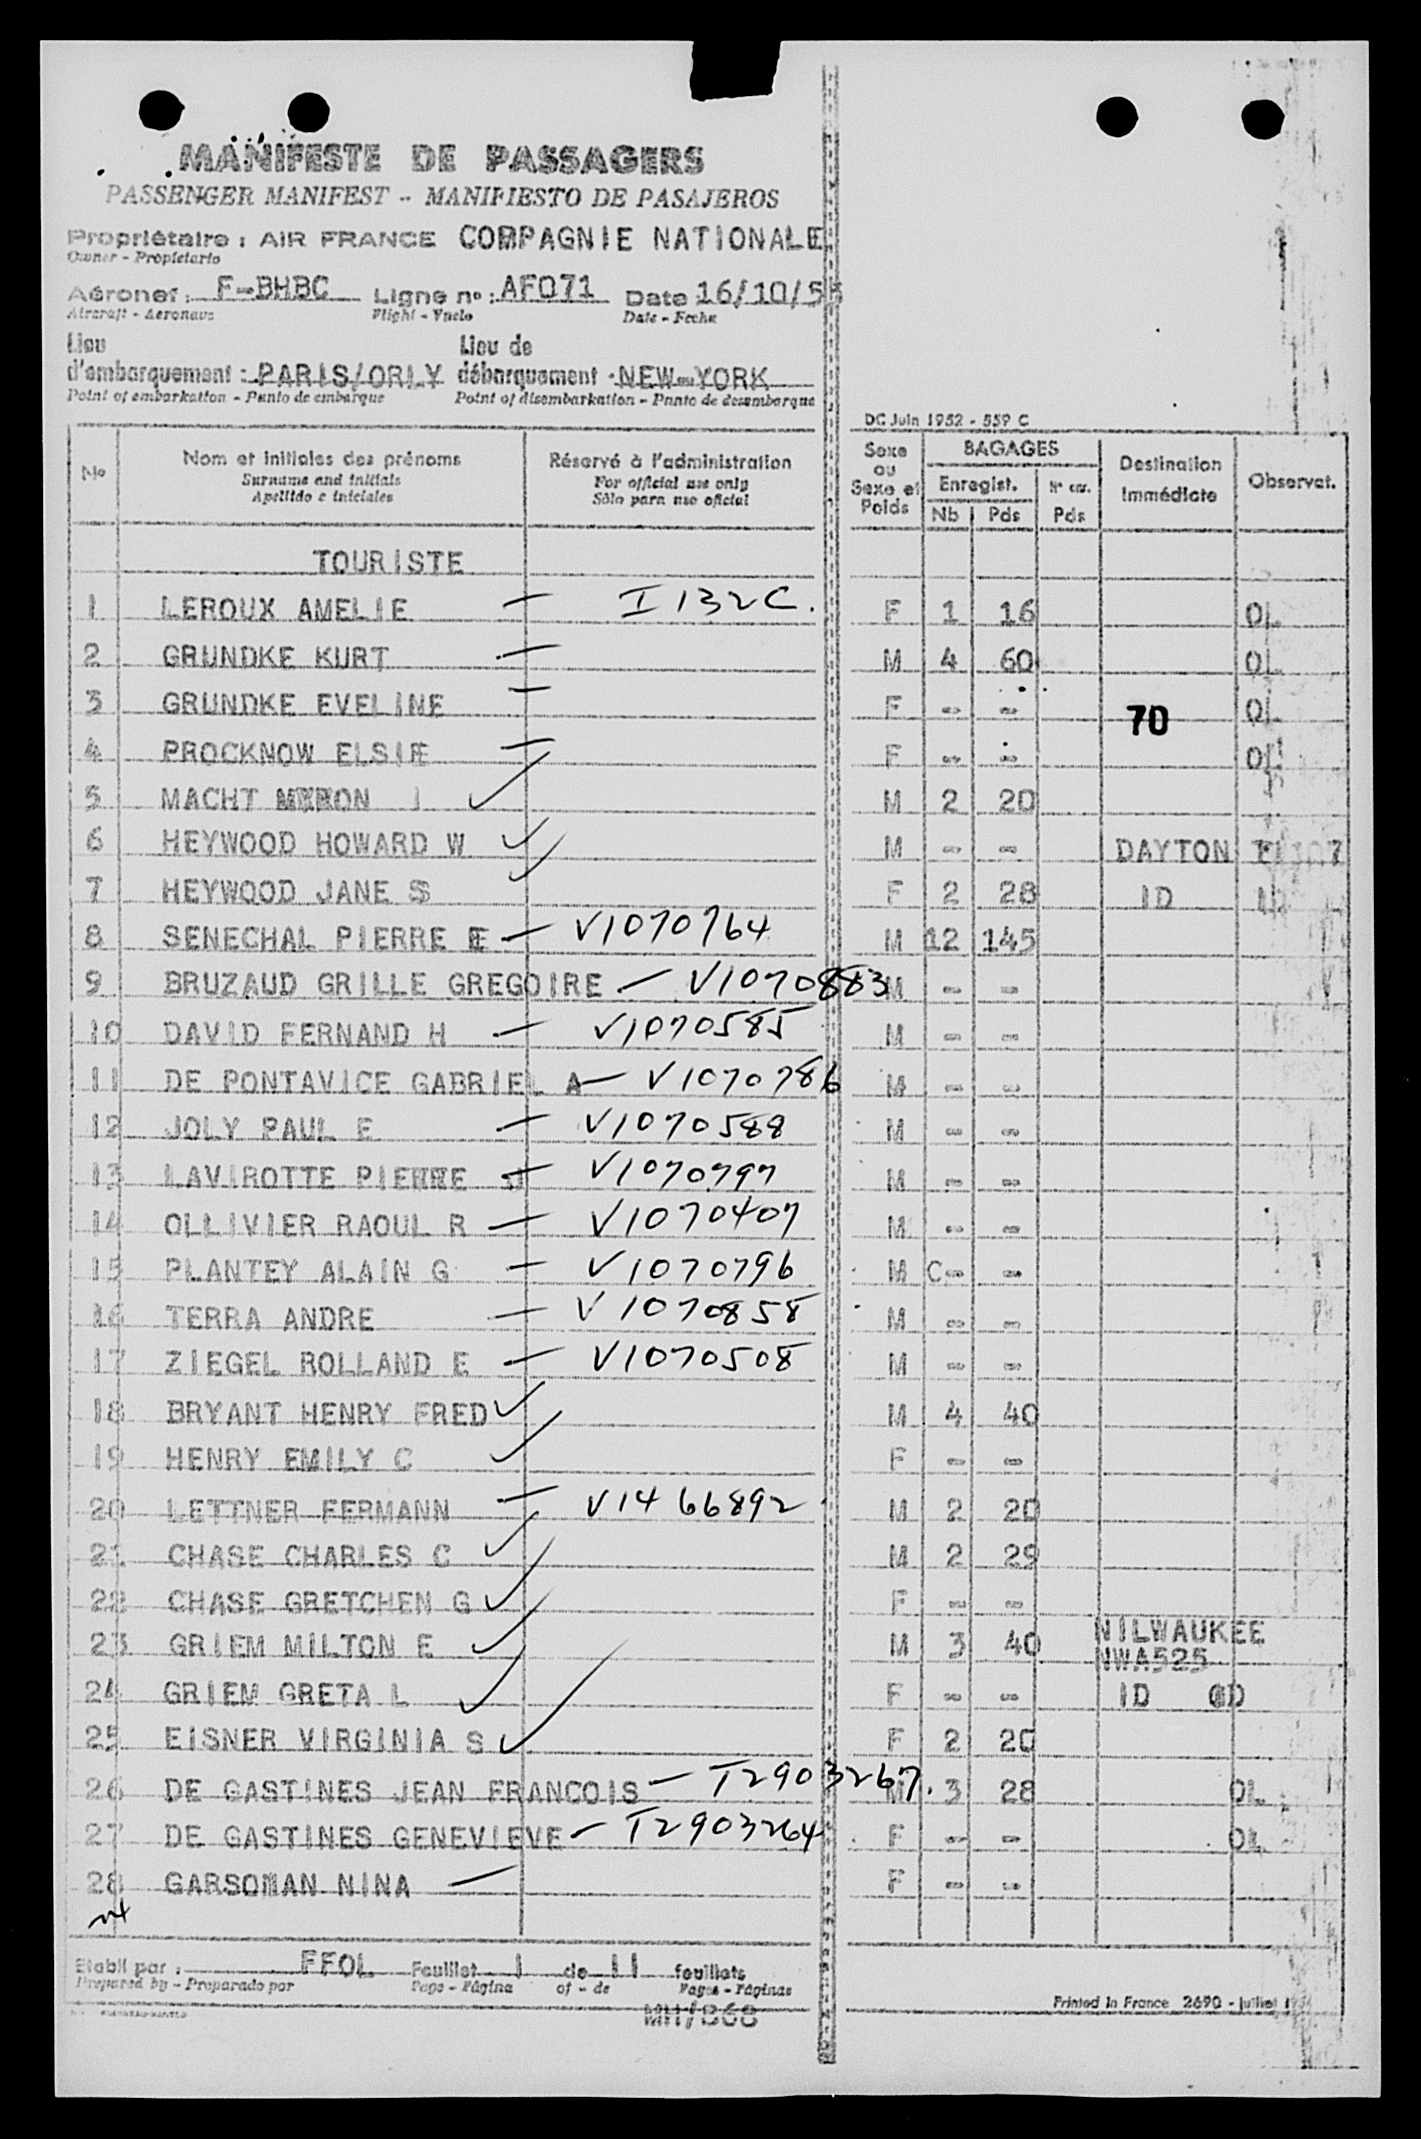 MANIFESTE DE PASSAGERS
PASSENGER MANIFEST - MANIFIESTO DE PASAJEROS
Propriétaire : AIR FRANCE COMPAGNIE NATIONALE
Owner - Propietario
Aéronef : F-BHBC Ligne n° : AF071 Date 16/10/55
Aircraft - Aeronave Flight - Vuelo Date - Fecha
Lieu d'embarquement : PARIS/ORLY Lieu de débarquement : NEW-YORK
Point of embarkation - Punto de embarque Point of disembarkation - Punto de desembarque
DC Juin 1952 - 559 C
No Nom et initiales des prénoms Réservé à l'administration Sexe ou Sexe et Poids BAGAGES Destination Immédiate Observat.
Surname and initials For official use only Enregist. N° enr.
Apellido e iniciales Sólo para uso oficial Nb Pds Pds
TOURISTE
1 LEROUX AMELIE — I 132C. F 1 16 OL
2 GRUNDKE KURT — M 4 60 OL
3 GRUNDKE EVELINE — F - - 70 OL
4 PROCKNOW ELSIE — F - - OL
5 MACHT MYRON I ✓ M 2 20
6 HEYWOOD HOWARD W ✓ M - - DAYTON
7 HEYWOOD JANE S ✓ F 2 28 ID ID
8 SENECHAL PIERRE E — V1070764 M 12 145
9 BRUZAUD GRILLE GREGOIRE — V1070883 M - -
10 DAVID FERNAND H — V1070585 M - -
11 DE PONTAVICE GABRIEL A — V1070786 M - -
12 JOLY PAUL E — V1070588 M - -
13 LAVIROTTE PIERRE J — V1070797 M - -
14 OLLIVIER RAOUL R — V1070407 M - -
15 PLANTEY ALAIN G — V1070796 M C- -
16 TERRA ANDRE — V1070858 M - -
17 ZIEGEL ROLLAND E — V1070508 M - -
18 BRYANT HENRY FRED ✓ M 4 40
19 HENRY EMILY C ✓ F - -
20 LETTNER FERMANN — V1466892 M 2 20
21 CHASE CHARLES C ✓ M 2 29
22 CHASE GRETCHEN G ✓ F - -
23 GRIEM MILTON E ✓ M 3 40 NILWAUKEE NWA525
24 GRIEM GRETA L ✓ F - - ID ID
25 EISNER VIRGINIA S ✓ F 2 20
26 DE GASTINES JEAN FRANCOIS — T2903267. M 3 28 OL
27 DE GASTINES GENEVIEVE — T2903264 F - - OL
28 GARSOMAN NINA — F - -
Etabli par : FFOL Feuillet 1 de 11 feuillets
Prepared by - Preparado por Page - Página of - de Pages - Páginas
MH/868
Printed in France 2690 - Juillet